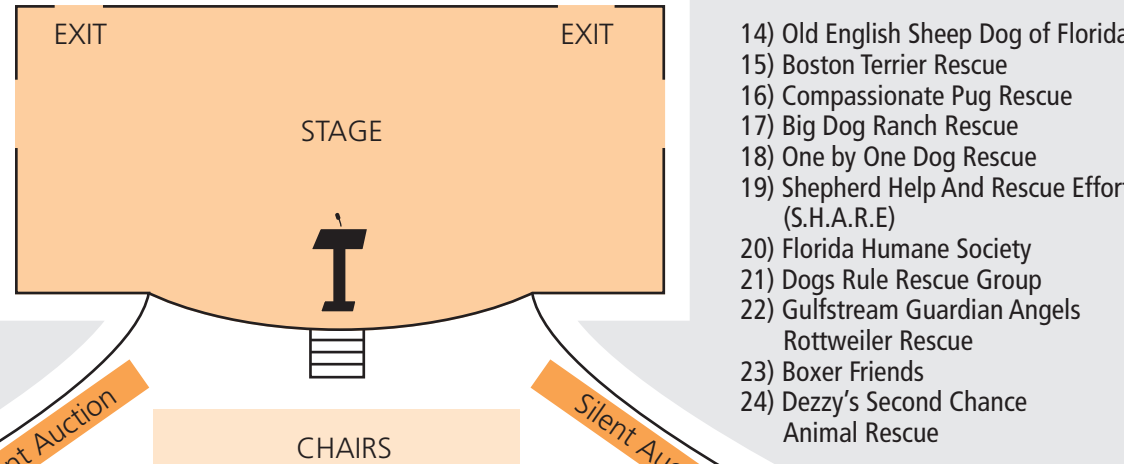 EXIT
EXIT
STAGE
Silent Auction
CHAIRS
14) Old English Sheep Dog of Florida
15) Boston Terrier Rescue
16) Compassionate Pug Rescue
17) Big Dog Ranch Rescue
18) One by One Dog Rescue
19) Shepherd Help And Rescue Effort
(S.H.A.R.E)
20) Florida Humane Society
21) Dogs Rule Rescue Group
22) Gulfstream Guardian Angels
Rottweiler Rescue
23) Boxer Friends
24) Dezzy's Second Chance
Animal Rescue